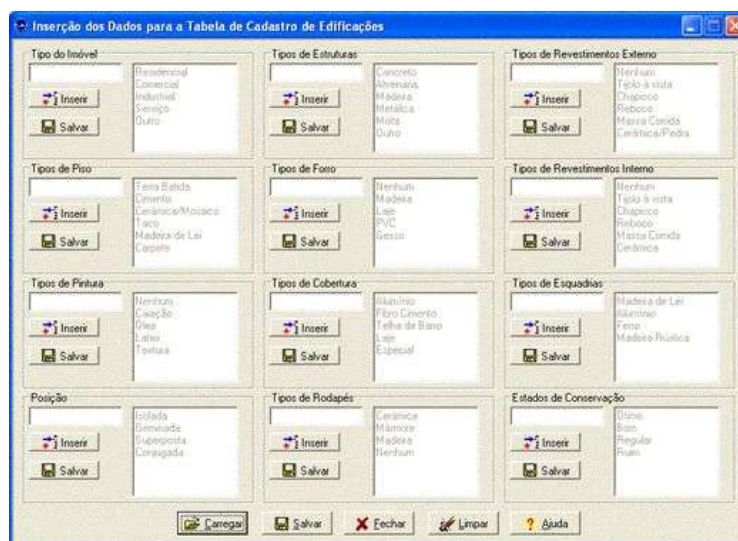 Inserção dos Dados para a Tabela de Cadastro de Edificações
Tipo do Imóvel
Inserir
Salvar
Residencial
Comercial
Industrial
Serviço
Outro
Tipos de Estruturas
Inserir
Salvar
Concreto
Alvenaria
Madeira
Metálica
Mista
Outro
Tipos de Revestimentos Externo
Inserir
Salvar
Nenhum
Tijolo à vista
Chapisco
Reboco
Massa Corrida
Cerâmica/Pedra
Tipos de Piso
Inserir
Salvar
Terra Batida
Cimento
Cerâmica/Mosaico
Taco
Madeira de Lei
Carpete
Tipos de Forro
Inserir
Salvar
Nenhum
Madeira
Laje
PVC
Gesso
Tipos de Revestimentos Interno
Inserir
Salvar
Nenhum
Tijolo à vista
Chapisco
Reboco
Massa Corrida
Cerâmica
Tipos de Pintura
Inserir
Salvar
Nenhum
Caiação
Óleo
Latex
Textura
Tipos de Cobertura
Inserir
Salvar
Alumínio
Fibro Cimento
Telha de Barro
Laje
Especial
Tipos de Esquadrias
Inserir
Salvar
Madeira de Lei
Alumínio
Ferro
Madeira Rústica
Posição
Inserir
Salvar
Isolada
Geminada
Superposta
Conjugada
Tipos de Rodapés
Inserir
Salvar
Cerâmica
Mármore
Madeira
Nenhum
Estados de Conservação
Inserir
Salvar
Ótimo
Bom
Regular
Ruim
Carregar Salvar Fechar Limpar Ajuda